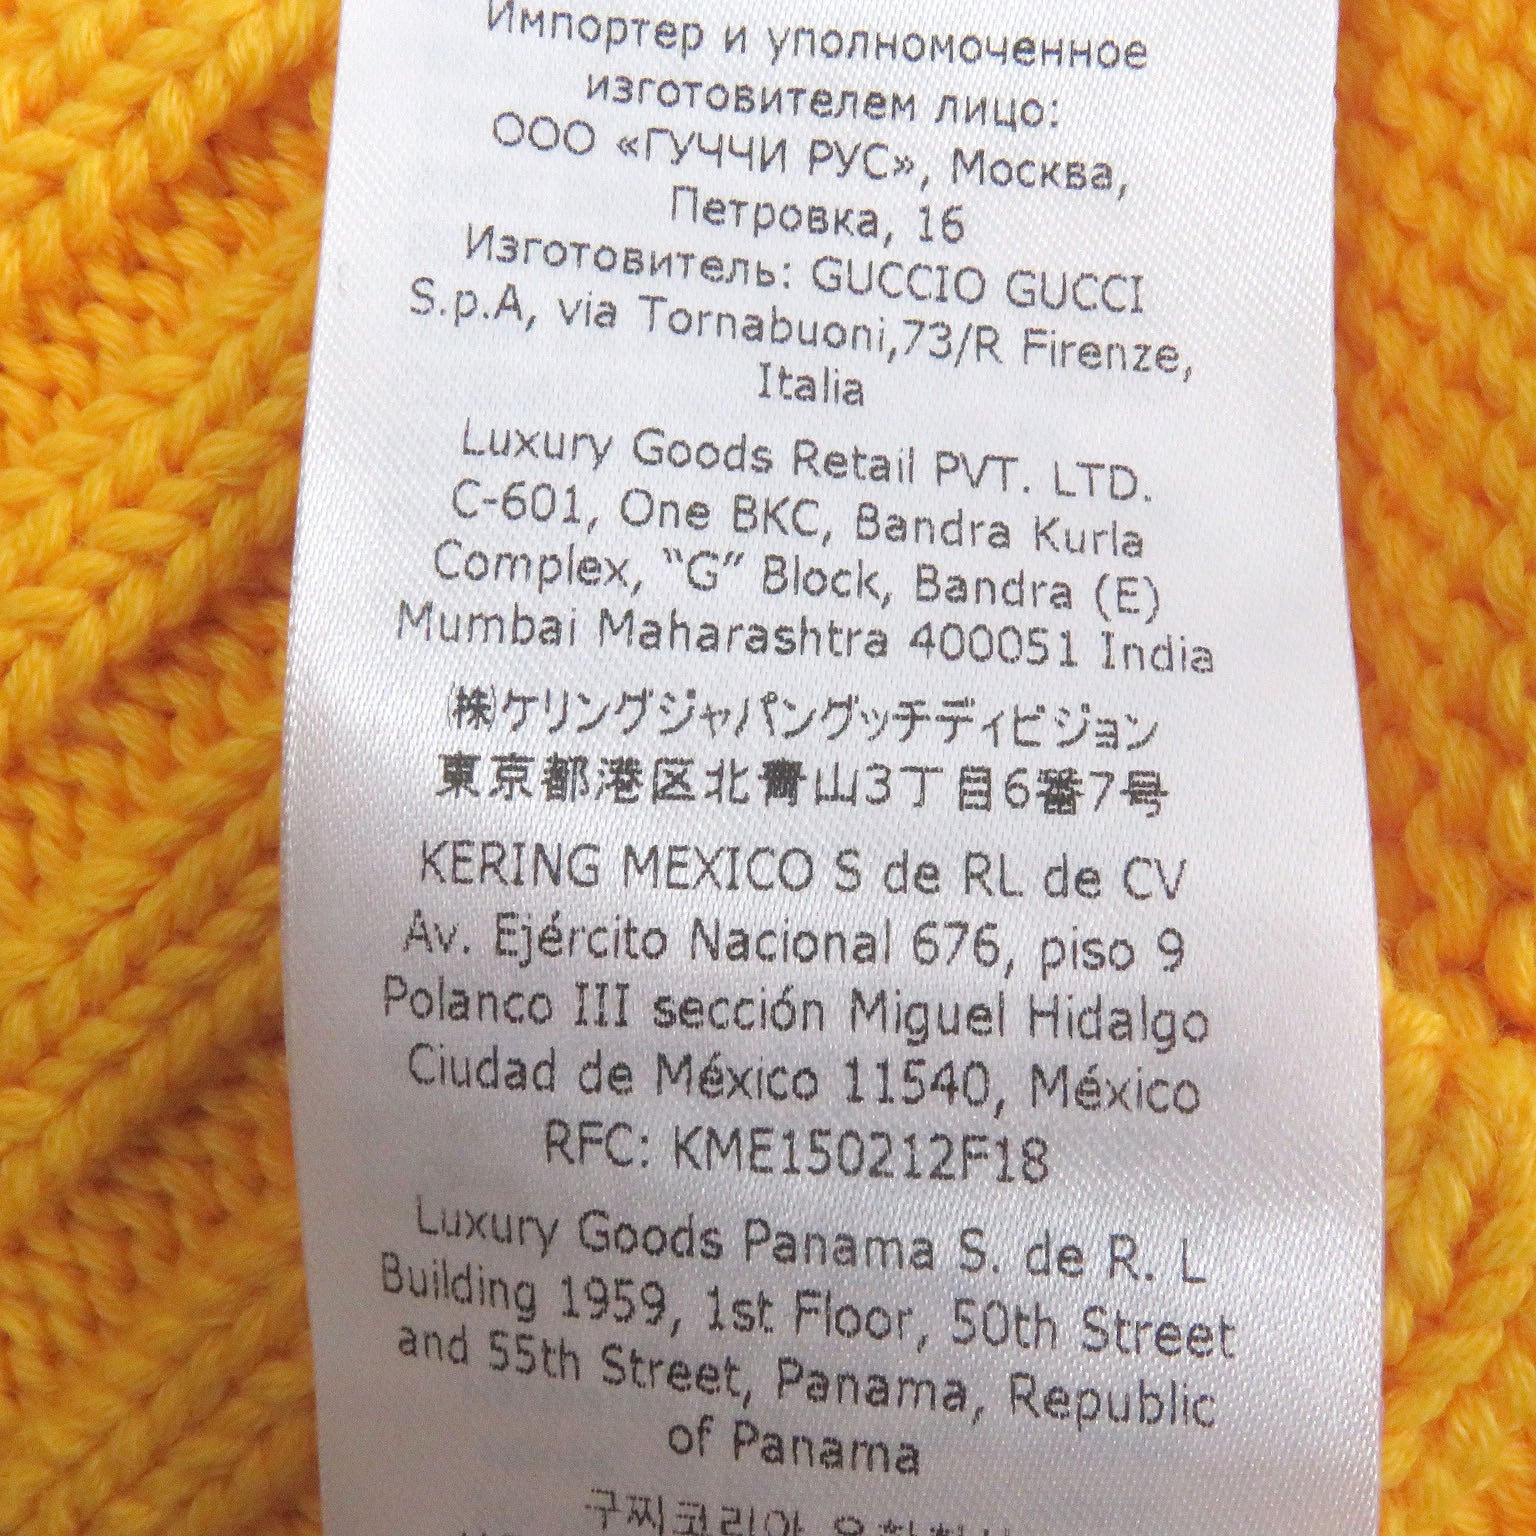 Импортер и уполномоченное
изготовителем лицо:
ООО «ГУЧЧИ РУС», Москва,
Петровка, 16
Изготовитель: GUCCIO GUCCI
S.p.A, via Tornabuoni,73/R Firenze,
Italia
Luxury Goods Retail PVT. LTD.
C-601, One BKC, Bandra Kurla
Complex, “G” Block, Bandra (E)
Mumbai Maharashtra 400051 India
㈱ケリングジャパングッチディビジョン
東京都港区北青山3丁目6番7号
KERING MEXICO S de RL de CV
Av. Ejército Nacional 676, piso 9
Polanco III sección Miguel Hidalgo
Ciudad de México 11540, México
RFC: KME150212F18
Luxury Goods Panama S. de R. L
Building 1959, 1st Floor, 50th Street
and 55th Street, Panama, Republic
of Panama
구찌코리아